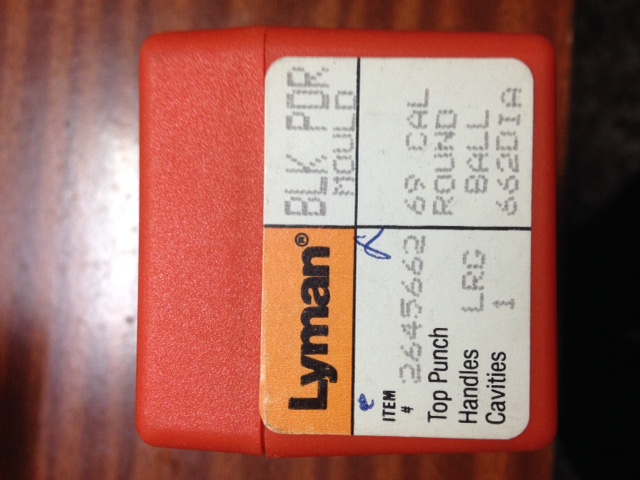 Lyman®
BLK PDR.
MOULD
ITEM # 2645662
Top Punch
Handles LRG
Cavities 1
69 CAL
ROUND
BALL
662DIA